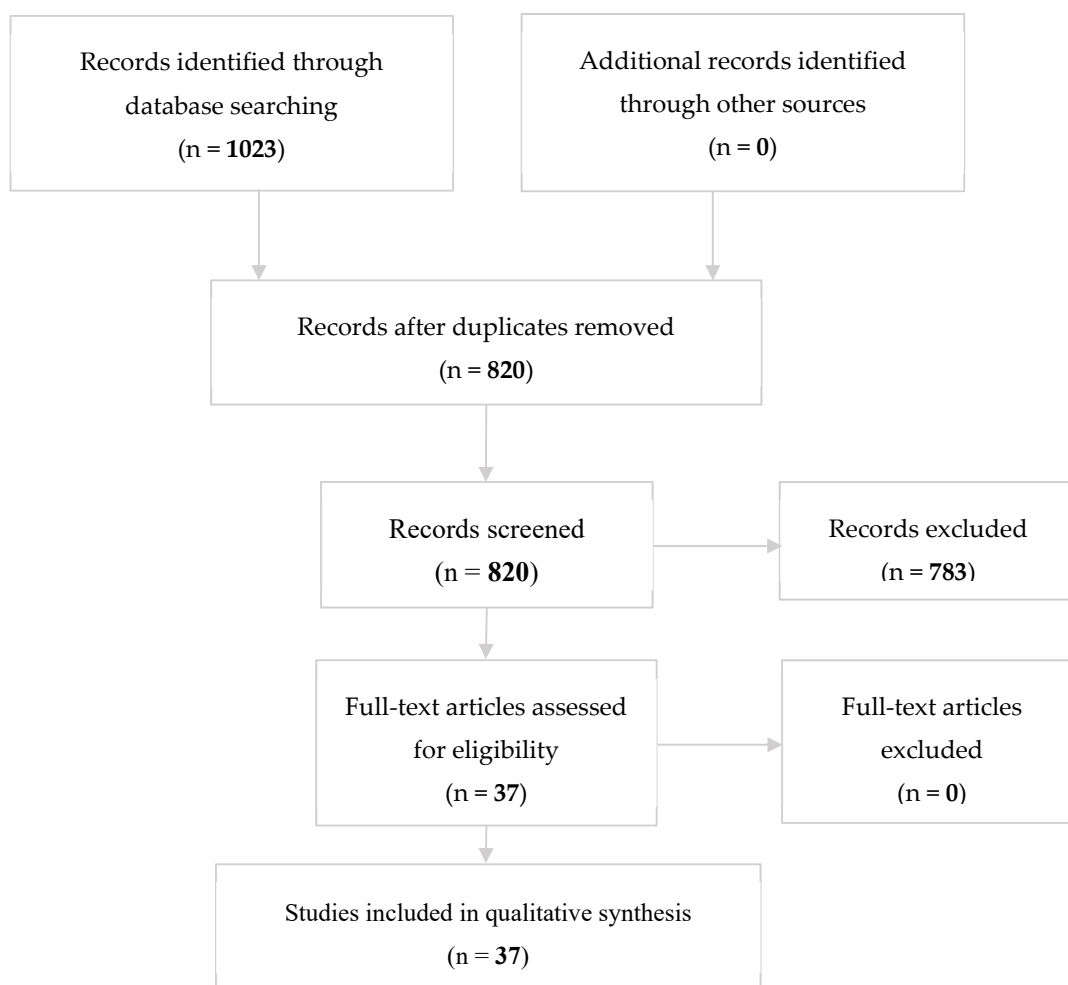 Records identified through
database searching
(n = 1023)
Additional records identified
through other sources
(n = 0)
Records after duplicates removed
(n = 820)
Records screened
(n = 820)
Records excluded
(n = 783)
Full-text articles assessed
for eligibility
(n = 37)
Full-text articles
excluded
(n = 0)
Studies included in qualitative synthesis
(n = 37)